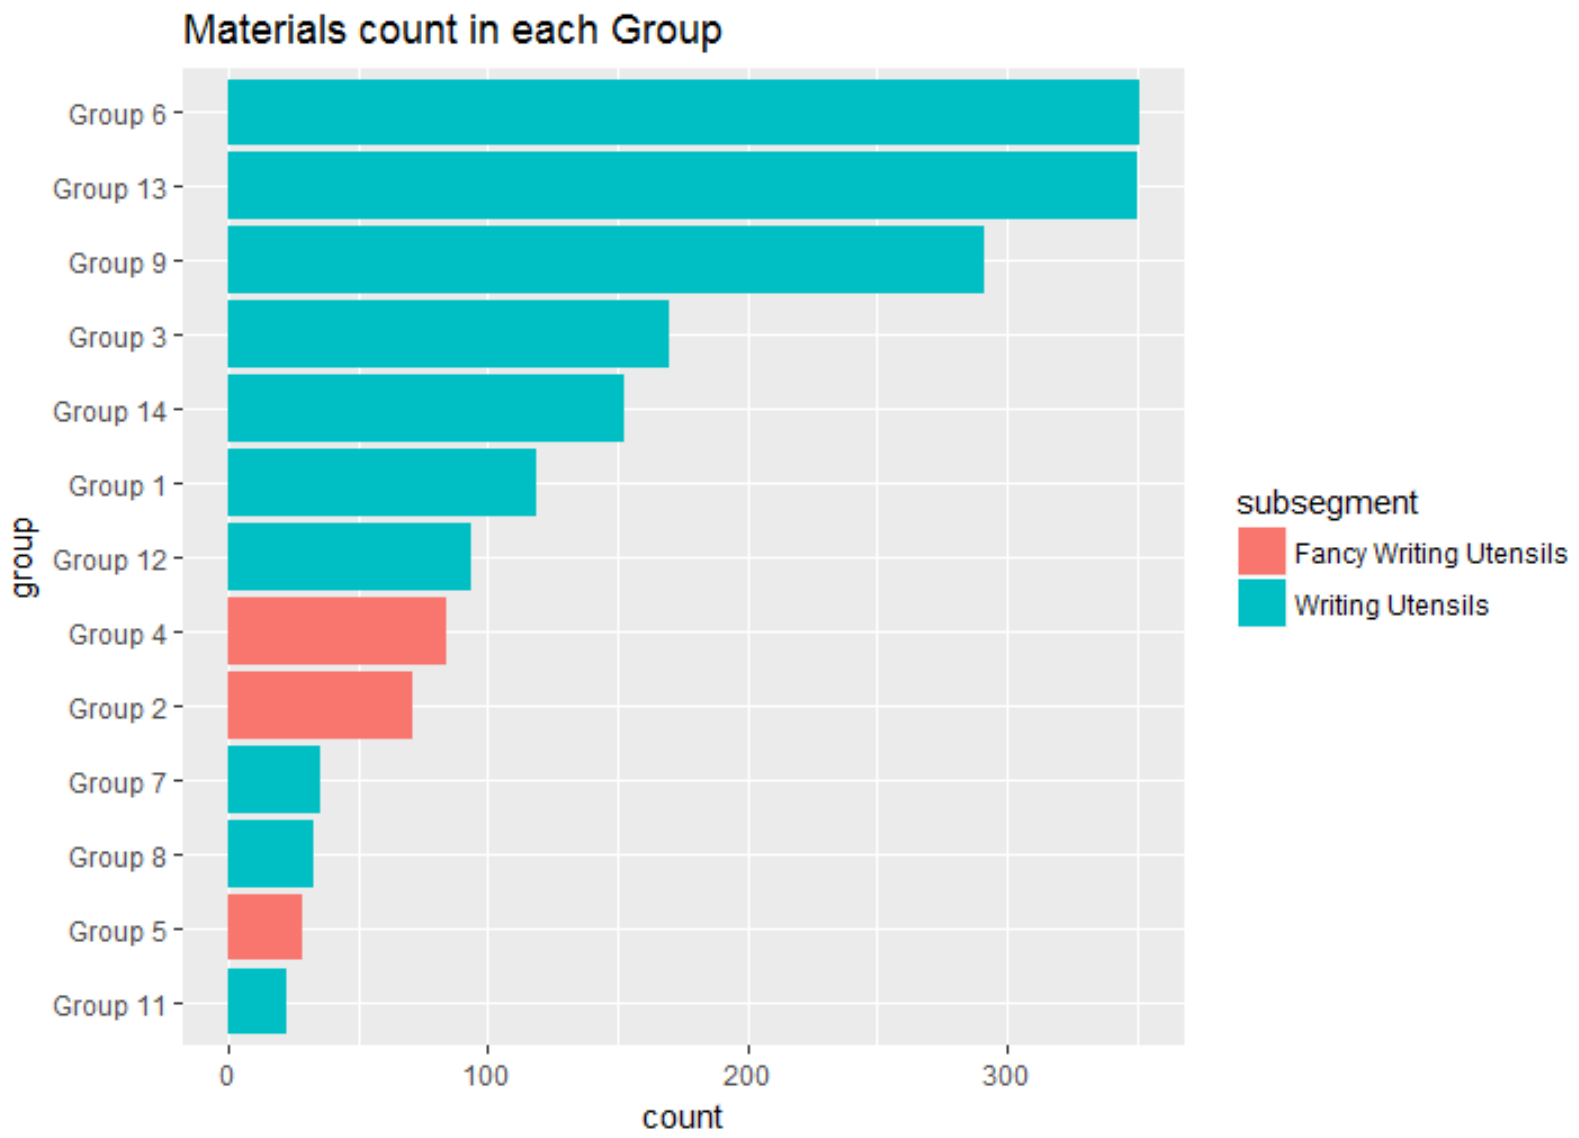 Materials count in each Group
Group 6
Group 13
Group 9
Group 3
Group 14
Group 1
Group 12
Group 4
Group 2
Group 7
Group 8
Group 5
Group 11
group
0 100 200 300
count
subsegment
Fancy Writing Utensils
Writing Utensils